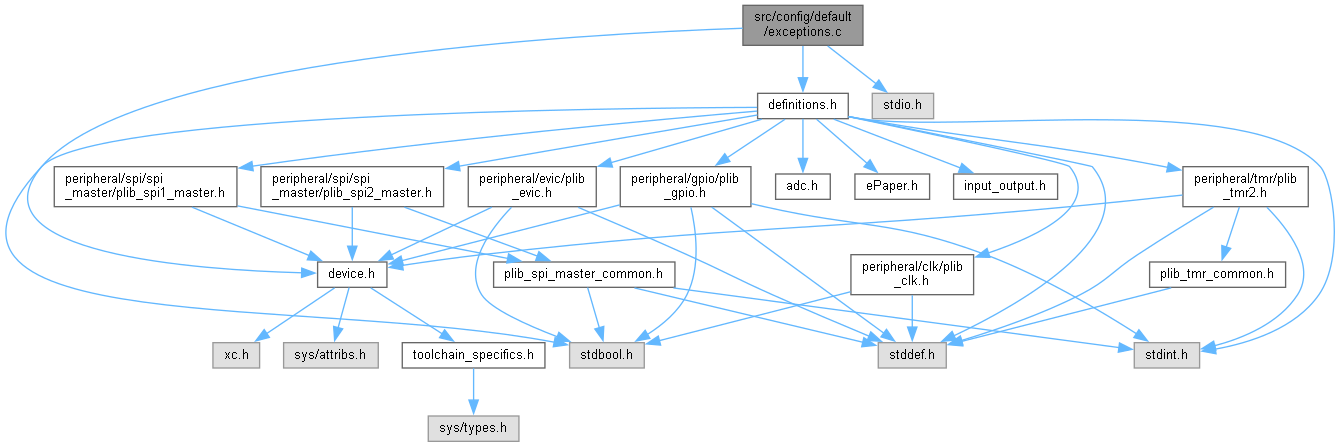 src/config/default
/exceptions.c
definitions.h
stdio.h
peripheral/spi/spi
_master/plib_spi1_master.h
peripheral/spi/spi
_master/plib_spi2_master.h
peripheral/evic/plib
_evic.h
peripheral/gpio/plib
_gpio.h
adc.h
ePaper.h
input_output.h
peripheral/tmr/plib
_tmr2.h
device.h
plib_spi_master_common.h
peripheral/clk/plib
_clk.h
plib_tmr_common.h
xc.h
sys/attribs.h
toolchain_specifics.h
stdbool.h
stddef.h
stdint.h
sys/types.h